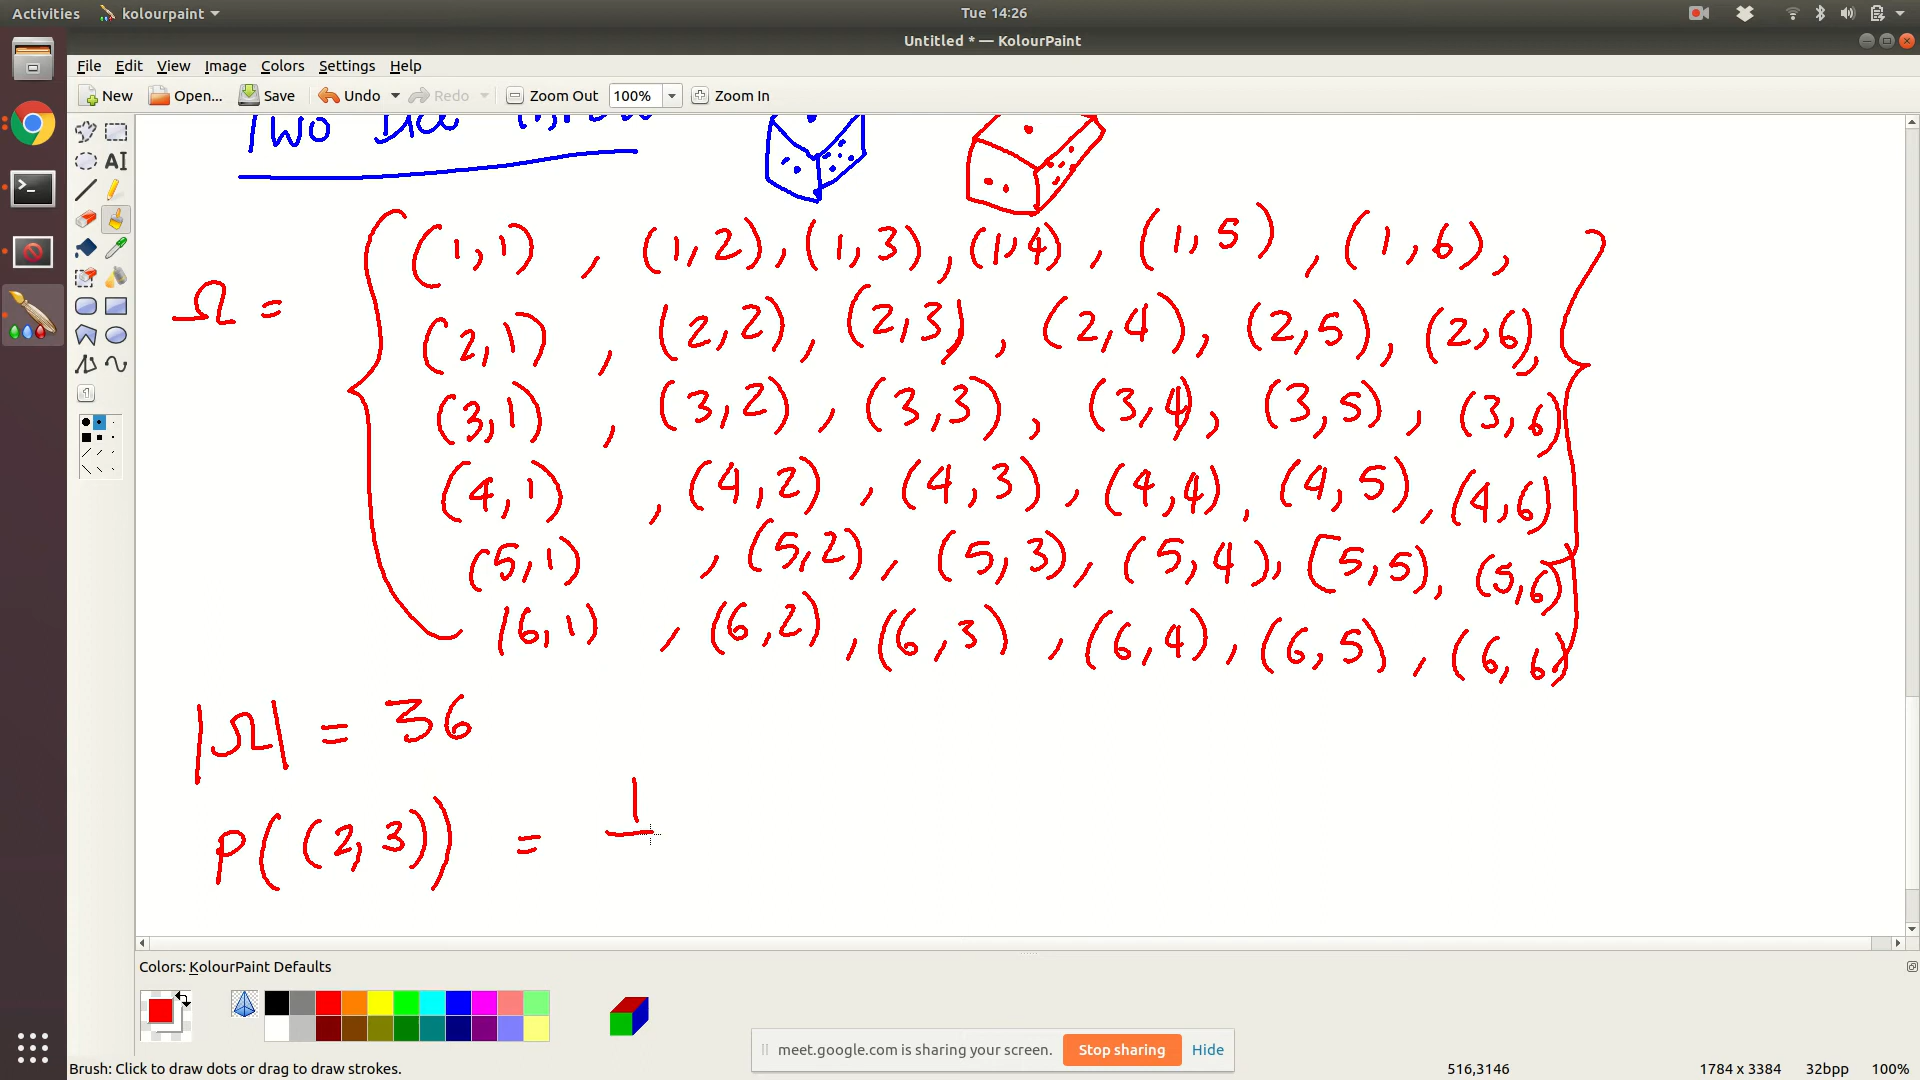 Activities kolourpaint Tue 14:26
Untitled * — KolourPaint
File Edit View Image Colors Settings Help
New Open... Save Undo Redo Zoom Out 100% Zoom In
Two Dice
Ω = { (1,1) , (1,2) , (1,3) , (1,4) , (1,5) , (1,6) ,
(2,1) , (2,2) , (2,3) , (2,4) , (2,5) , (2,6) ,
(3,1) , (3,2) , (3,3) , (3,4) , (3,5) , (3,6)
(4,1) , (4,2) , (4,3) , (4,4) , (4,5) , (4,6)
(5,1) , (5,2) , (5,3) , (5,4) , (5,5) , (5,6)
(6,1) , (6,2) , (6,3) , (6,4) , (6,5) , (6,6) }
|Ω| = 36
P((2,3)) = 1
Colors: KolourPaint Defaults
meet.google.com is sharing your screen. Stop sharing Hide
Brush: Click to draw dots or drag to draw strokes. 516,3146 1784 x 3384 32bpp 100%